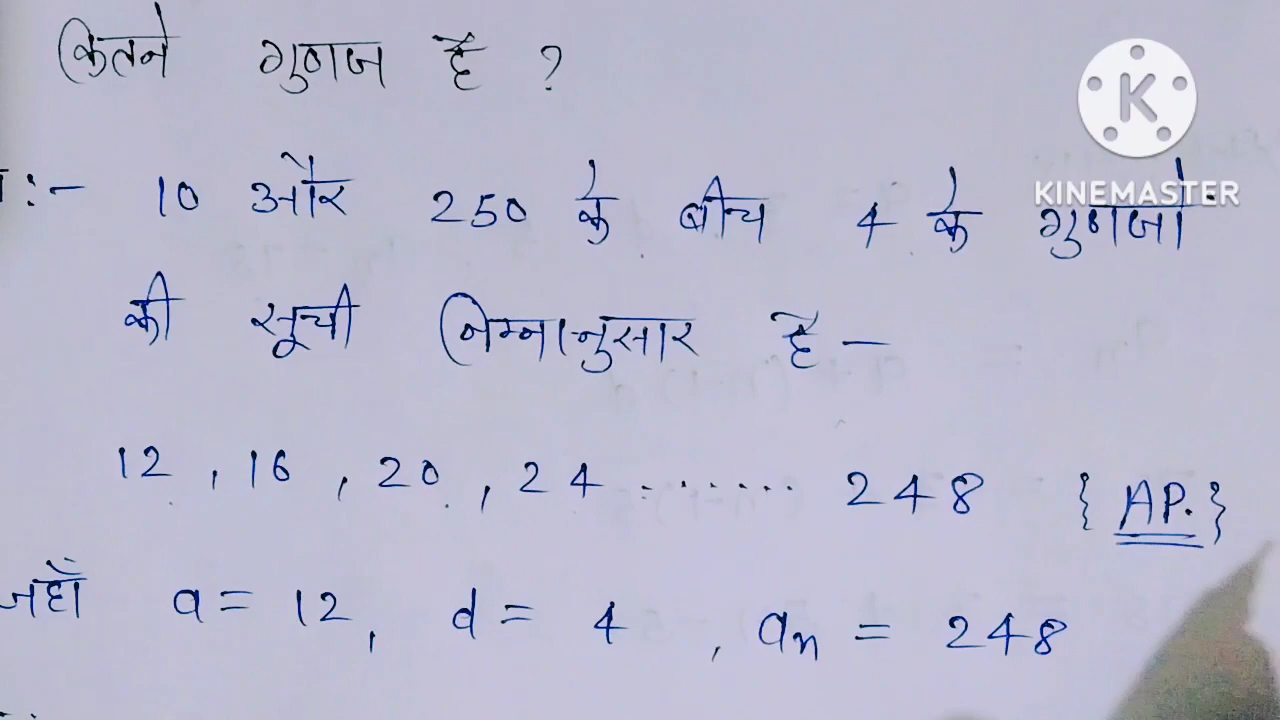 कितने गुणज है ?
K
KINEMASTER
:- 10 और 250 के बीच 4 के गुणजो
की सूची निम्नानुसार है -
12 , 16 , 20 , 24 ........ 248 { AP. }
जहाँ a = 12, d = 4 , an = 248